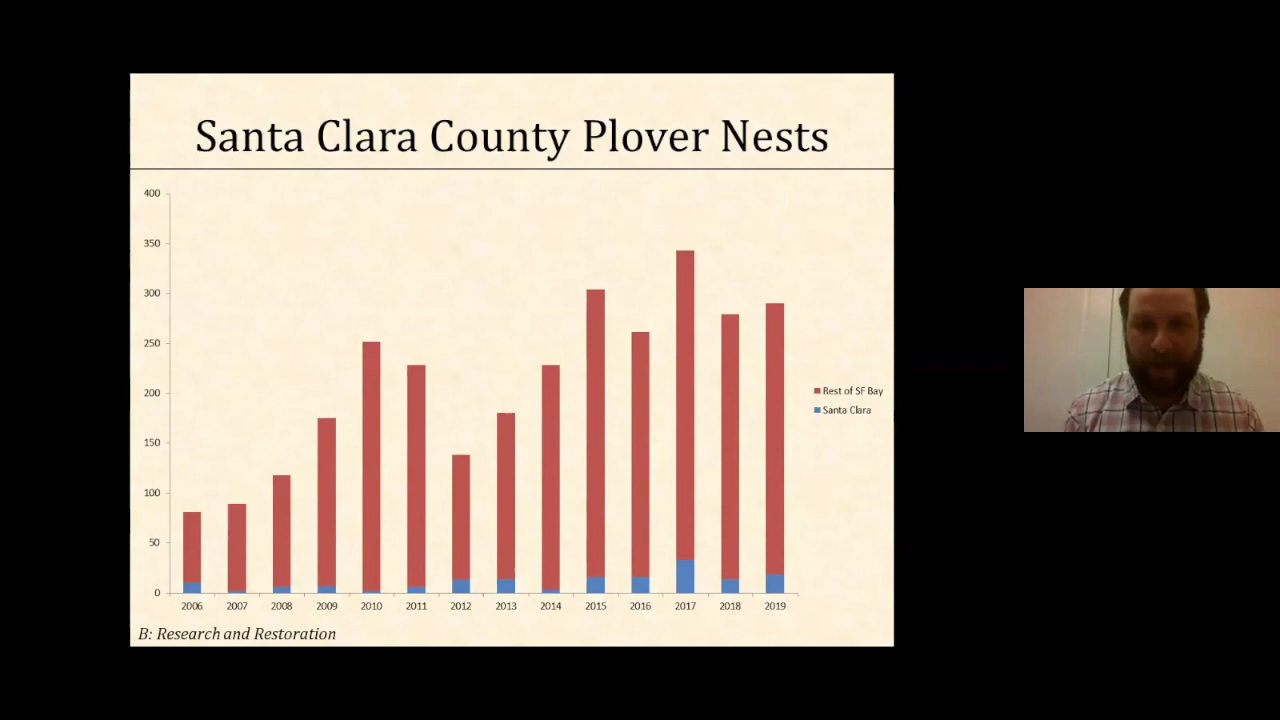 Santa Clara County Plover Nests
400
350
300
250
200
150
100
50
0
2006 2007 2008 2009 2010 2011 2012 2013 2014 2015 2016 2017 2018 2019
Rest of SF Bay
Santa Clara
B: Research and Restoration